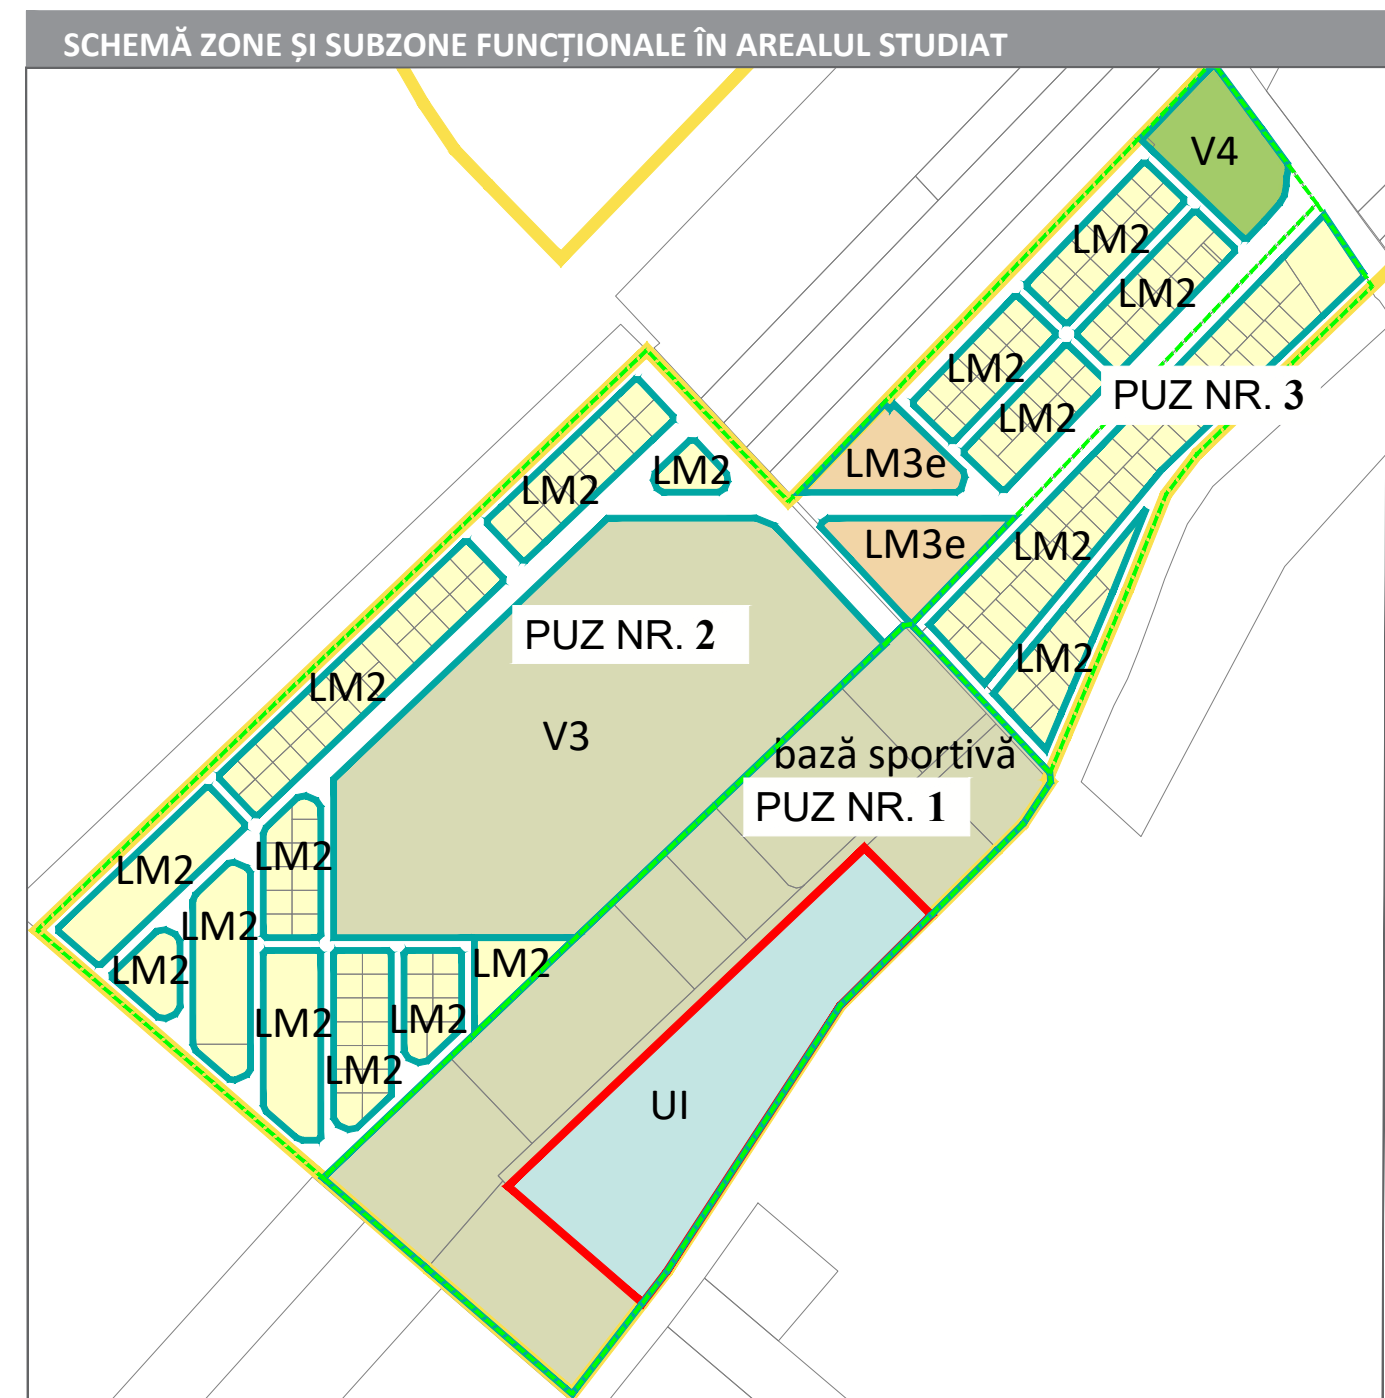 SCHEMĂ ZONE ȘI SUBZONE FUNCȚIONALE ÎN AREALUL STUDIAT
V4
LM2
LM2
LM2
PUZ NR. 3
LM2
LM3e
LM2
LM2
LM3e
LM2
PUZ NR. 2
LM2
LM2
V3
bază sportivă
PUZ NR. 1
LM2
LM2
LM2
LM2
LM2
LM2
LM2
LM2
UI